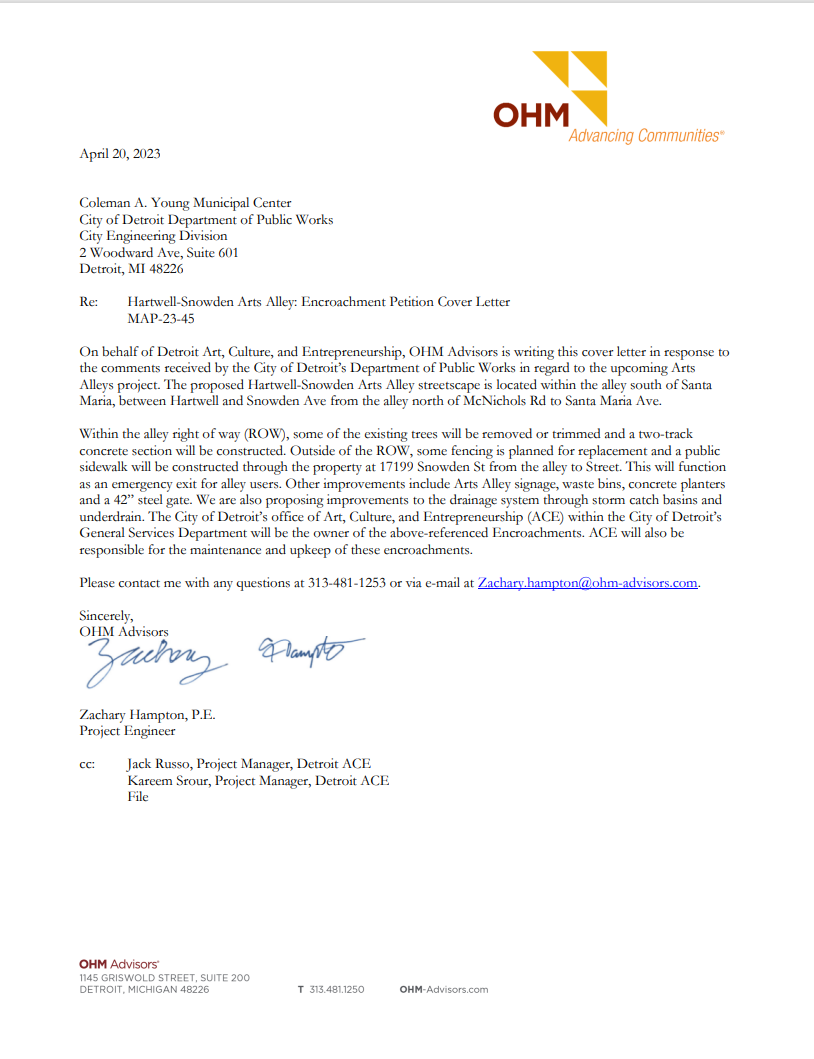 OHM
Advancing Communities®
April 20, 2023
Coleman A. Young Municipal Center
City of Detroit Department of Public Works
City Engineering Division
2 Woodward Ave, Suite 601
Detroit, MI 48226
Re: Hartwell-Snowden Arts Alley: Encroachment Petition Cover Letter
MAP-23-45
On behalf of Detroit Art, Culture, and Entrepreneurship, OHM Advisors is writing this cover letter in response to
the comments received by the City of Detroit's Department of Public Works in regard to the upcoming Arts
Alleys project. The proposed Hartwell-Snowden Arts Alley streetscape is located within the alley south of Santa
Maria, between Hartwell and Snowden Ave from the alley north of McNichols Rd to Santa Maria Ave.
Within the alley right of way (ROW), some of the existing trees will be removed or trimmed and a two-track
concrete section will be constructed. Outside of the ROW, some fencing is planned for replacement and a public
sidewalk will be constructed through the property at 17199 Snowden St from the alley to Street. This will function
as an emergency exit for alley users. Other improvements include Arts Alley signage, waste bins, concrete planters
and a 42” steel gate. We are also proposing improvements to the drainage system through storm catch basins and
underdrain. The City of Detroit's office of Art, Culture, and Entrepreneurship (ACE) within the City of Detroit's
General Services Department will be the owner of the above-referenced Encroachments. ACE will also be
responsible for the maintenance and upkeep of these encroachments.
Please contact me with any questions at 313-481-1253 or via e-mail at Zachary.hampton@ohm-advisors.com.
Sincerely,
OHM Advisors
Zachary Hampton
Zachary Hampton, P.E.
Project Engineer
cc: Jack Russo, Project Manager, Detroit ACE
Kareem Srour, Project Manager, Detroit ACE
File
OHM Advisors®
1145 GRISWOLD STREET, SUITE 200
DETROIT, MICHIGAN 48226 T 313.481.1250 OHM-Advisors.com